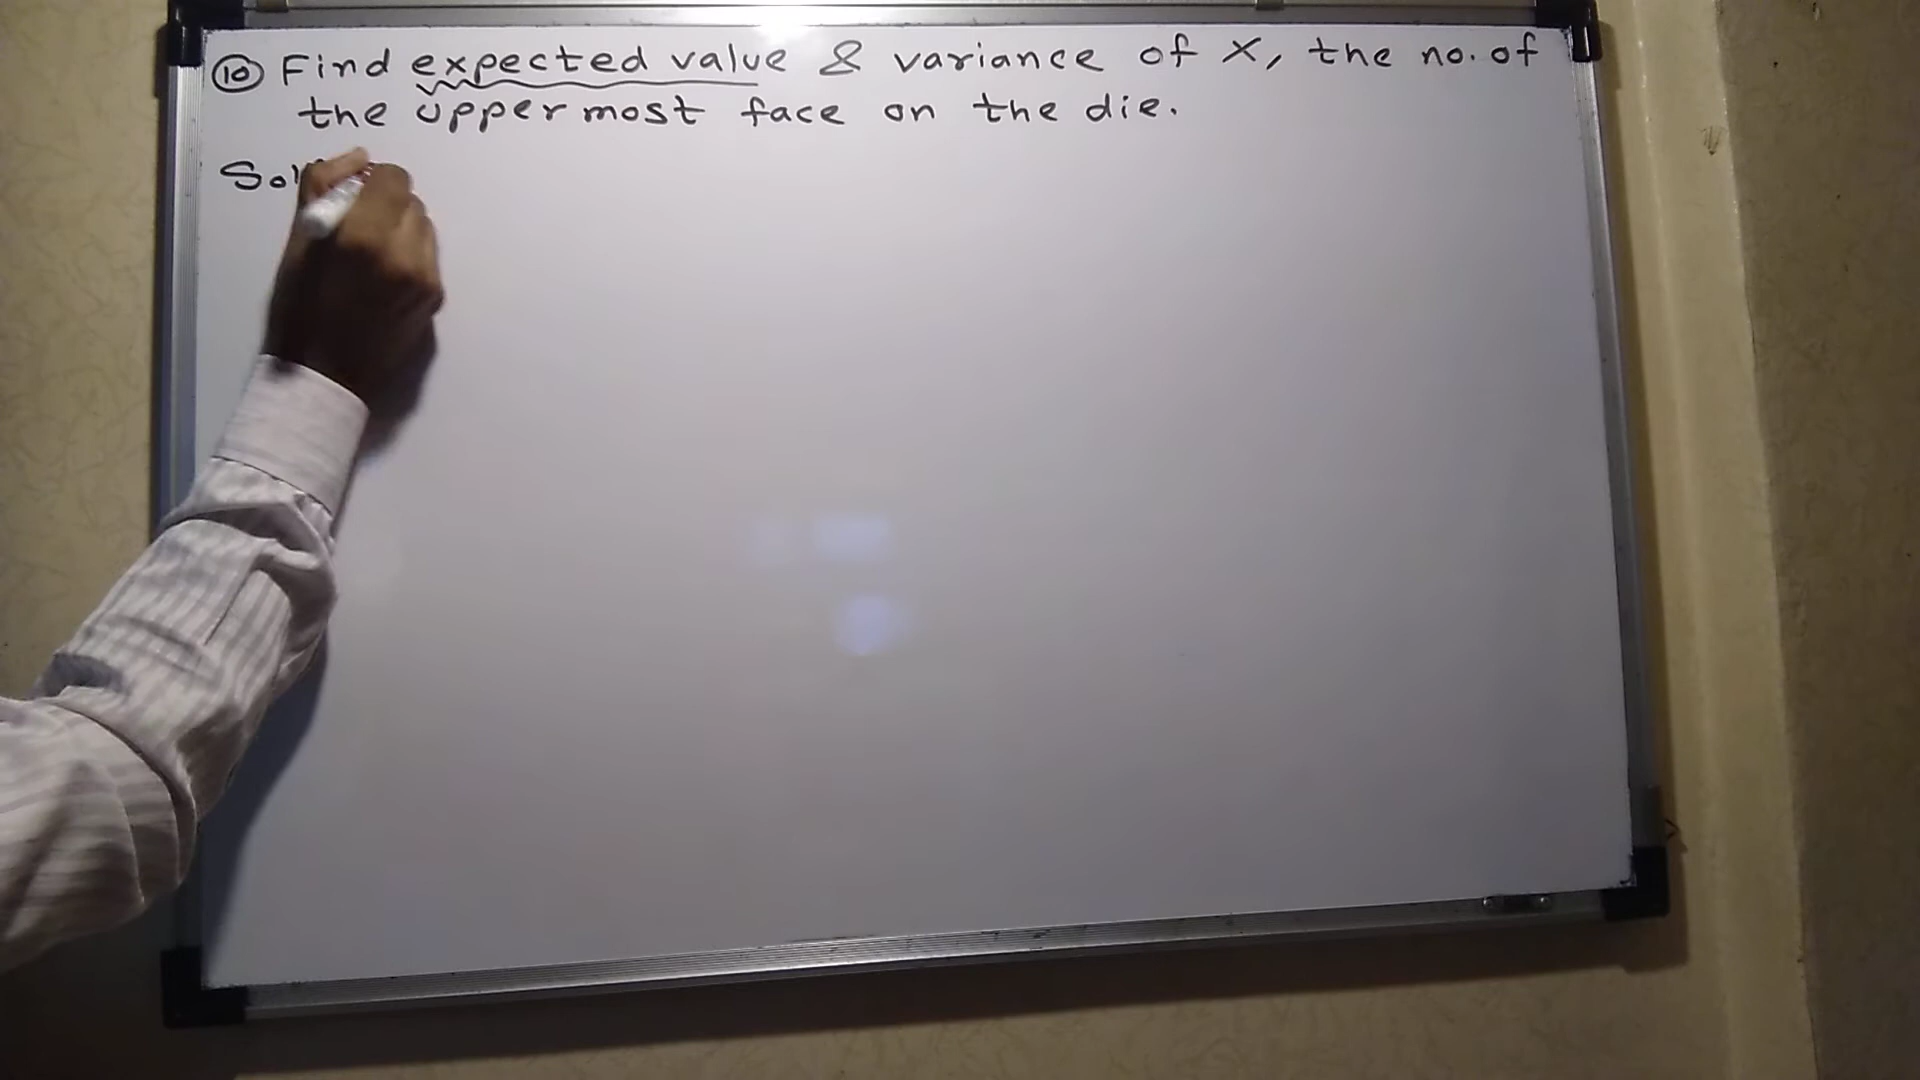 ⑩ Find expected value & variance of X, the no. of
the uppermost face on the die.